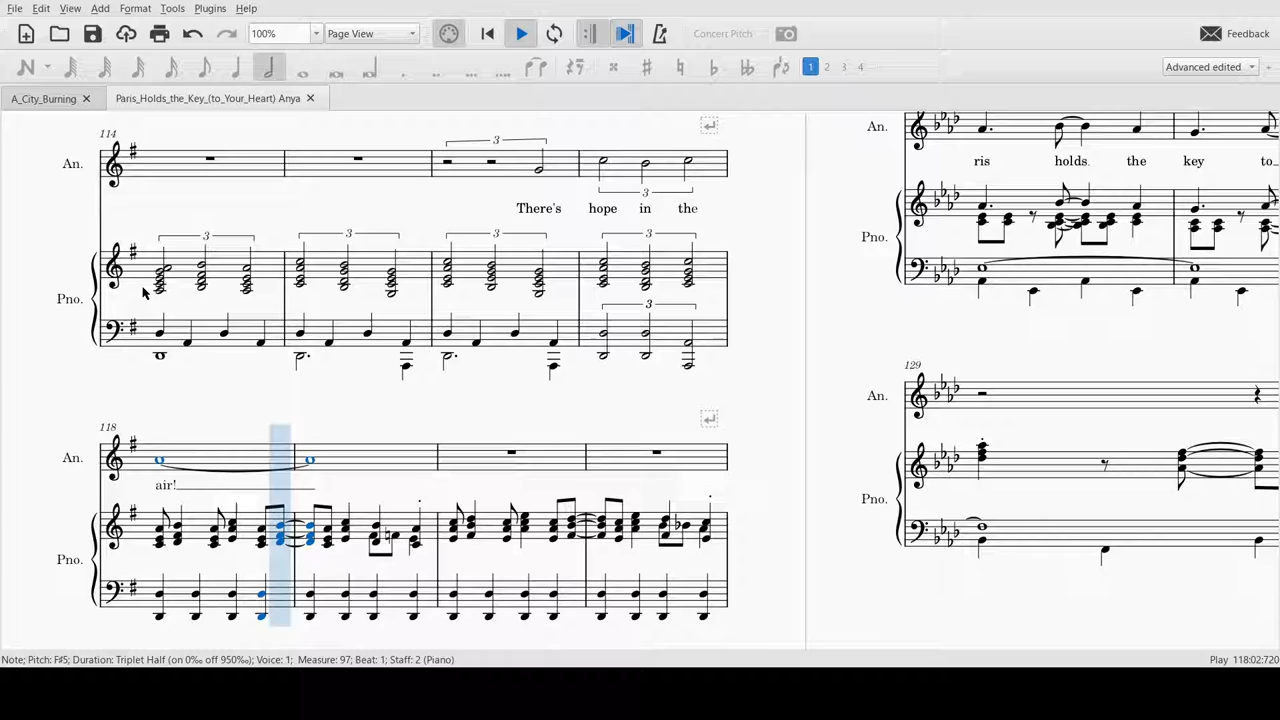 File Edit View Add Format Tools Plugins Help
100% Page View Concert Pitch Feedback
1 2 3 4 Advanced edited
A_City_Burning Paris_Holds_the_Key_(to_Your_Heart) Anya
114
An.
3 3
There's hope in the
Pno.
3 3 3 3
3
118
An.
air!
Pno.
An.
ris holds the key to
Pno.
129
An.
Pno.
Note; Pitch: F♯5; Duration: Triplet Half (on 0‰ off 950‰); Voice: 1; Measure: 97; Beat: 1; Staff: 2 (Piano) Play 118:02:720